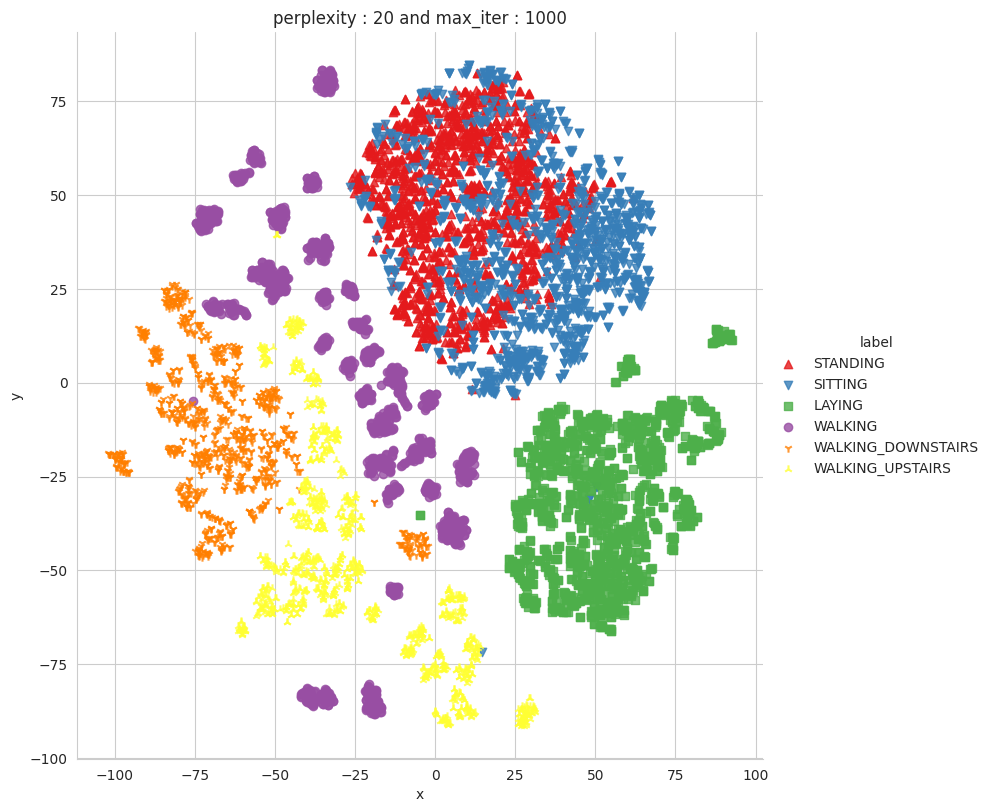 perplexity : 20 and max_iter : 1000
75
50
25
0
−25
−50
−75
−100
y
−100 −75 −50 −25 0 25 50 75 100
x
label
STANDING
SITTING
LAYING
WALKING
WALKING_DOWNSTAIRS
WALKING_UPSTAIRS